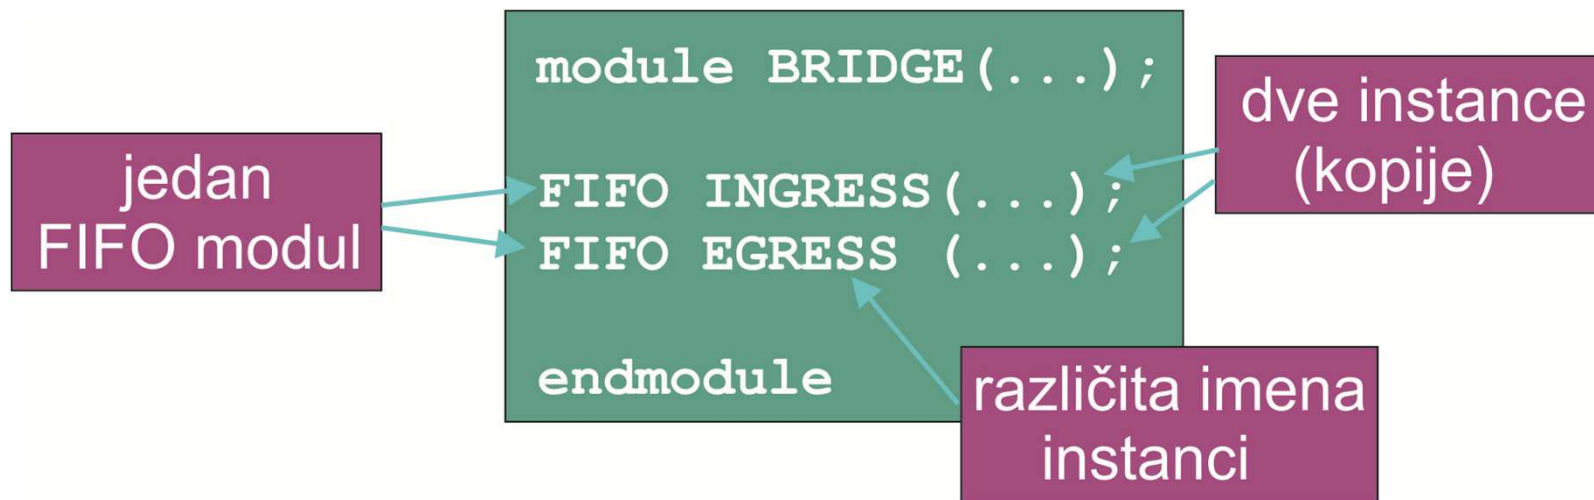 module BRIDGE(...);
FIFO INGRESS(...);
FIFO EGRESS (...);
endmodule
jedan
FIFO modul
dve instance
(kopije)
različita imena
instanci